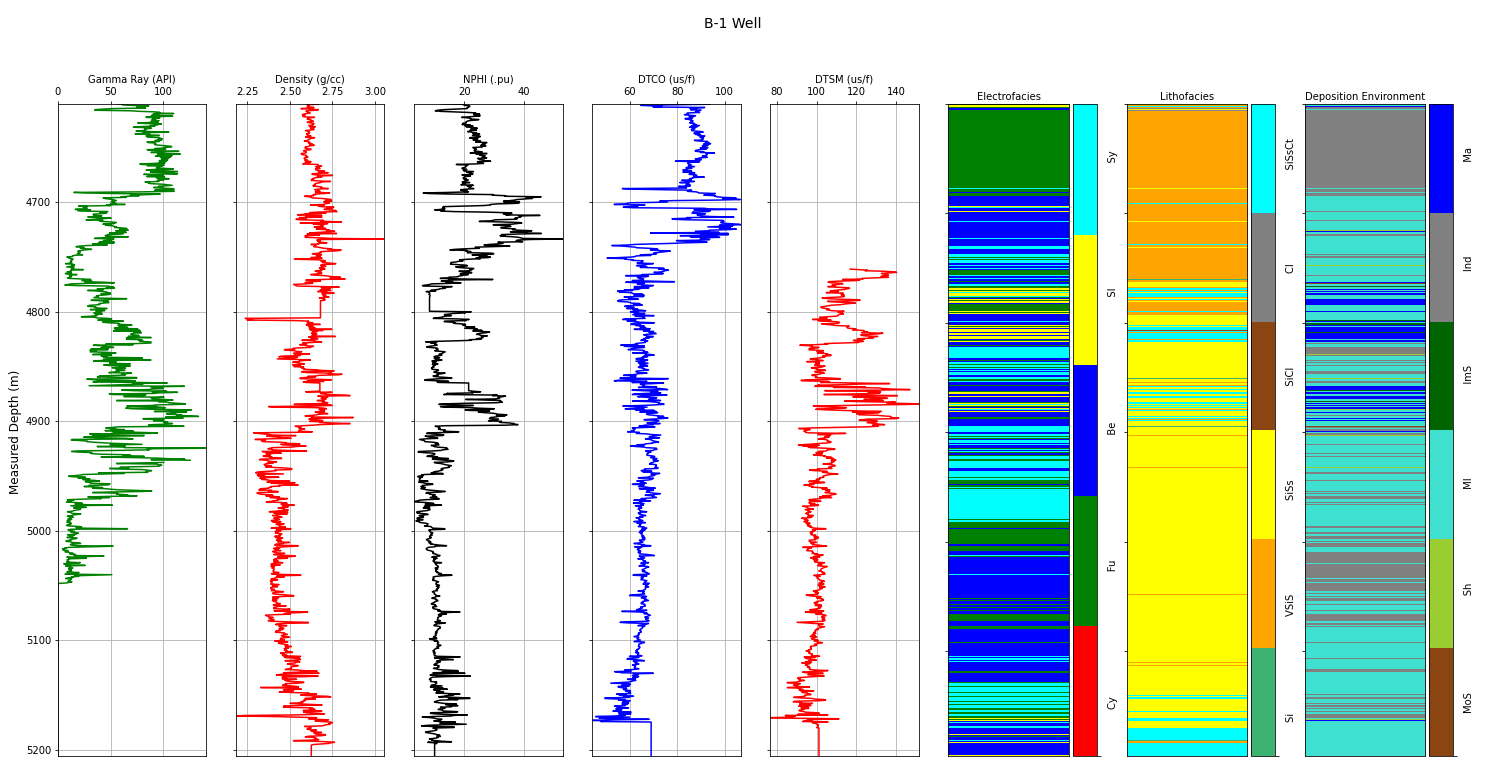 B-1 Well
Gamma Ray (API) Density (g/cc) NPHI (.pu) DTCO (us/f) DTSM (us/f) Electrofacies Lithofacies Deposition Environment
0 50 100 2.25 2.50 2.75 3.00 20 40 60 80 100 80 100 120 140
Measured Depth (m)
4700
4800
4900
5000
5100
5200
Sy
Sl
Be
Fu
Cy
SiSsCt
Cl
SiCl
SiSs
VSiS
Si
Ma
Ind
ImS
Ml
Sh
MoS